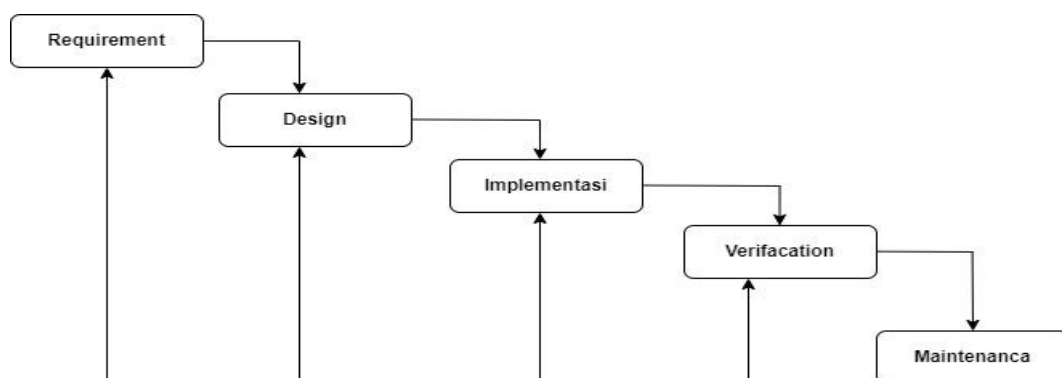 Requirement
Design
Implementasi
Verifacation
Maintenanca